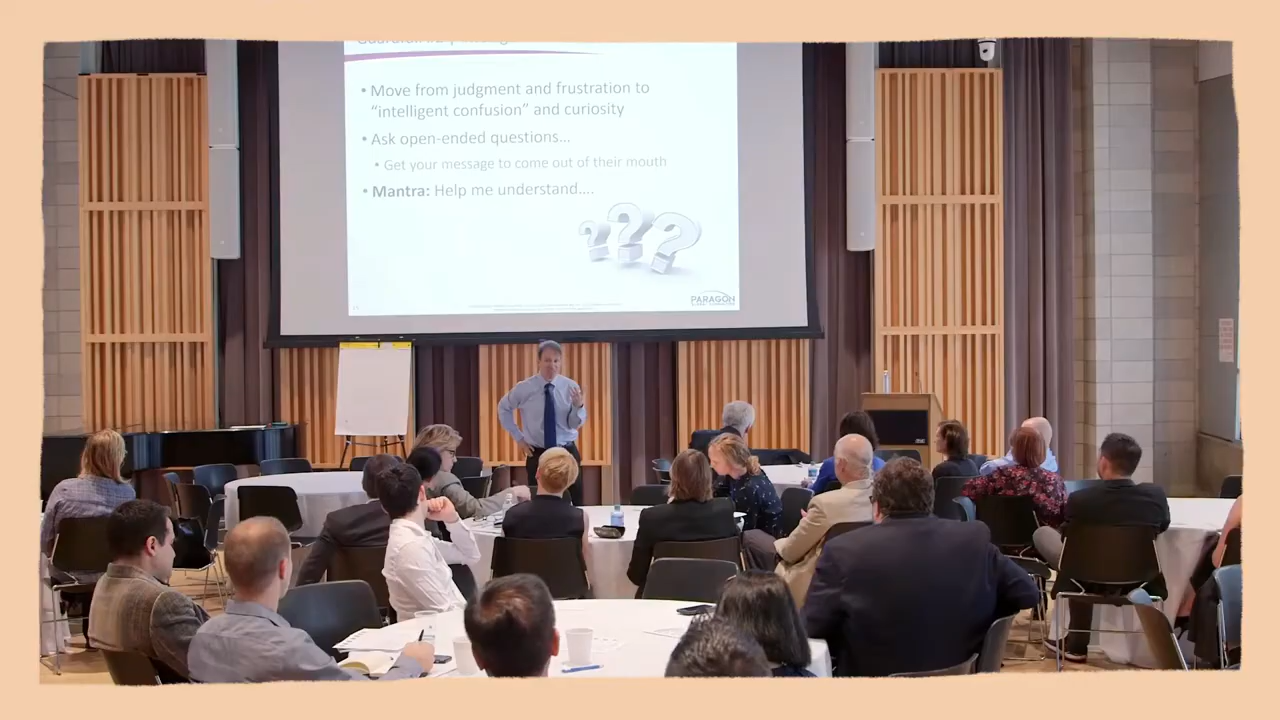 • Move from judgment and frustration to
"intelligent confusion" and curiosity
• Ask open-ended questions...
• Get your message to come out of their mouth
• Mantra: Help me understand....
PARAGON